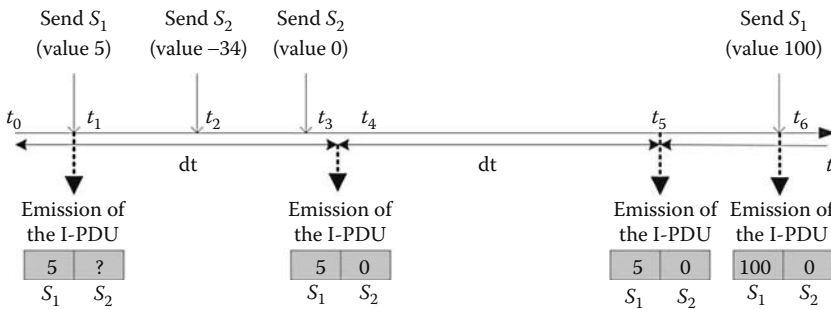 Send S1 Send S2 Send S2 Send S1
(value 5) (value –34) (value 0) (value 100)
t0 t1 t2 t3 t4 t5 t6
dt dt t
Emission of Emission of Emission of Emission of
the I-PDU the I-PDU the I-PDU the I-PDU
5 ? 5 0 5 0 100 0
S1 S2 S1 S2 S1 S2 S1 S2